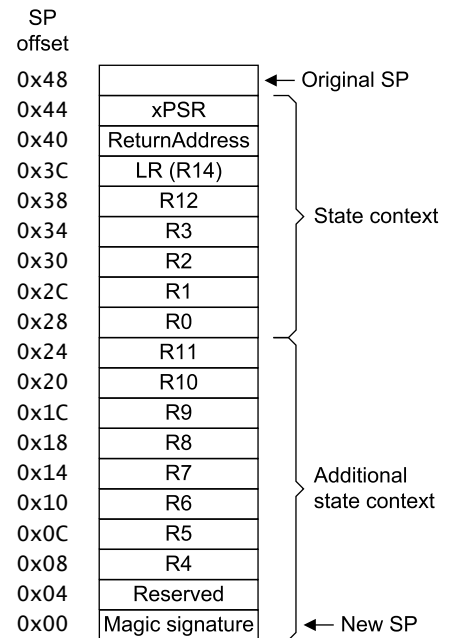 SP
offset
0x48 Original SP
0x44 xPSR
0x40 ReturnAddress
0x3C LR (R14)
0x38 R12
0x34 R3 State context
0x30 R2
0x2C R1
0x28 R0
0x24 R11
0x20 R10
0x1C R9
0x18 R8
0x14 R7 Additional
0x10 R6 state context
0x0C R5
0x08 R4
0x04 Reserved
0x00 Magic signature New SP